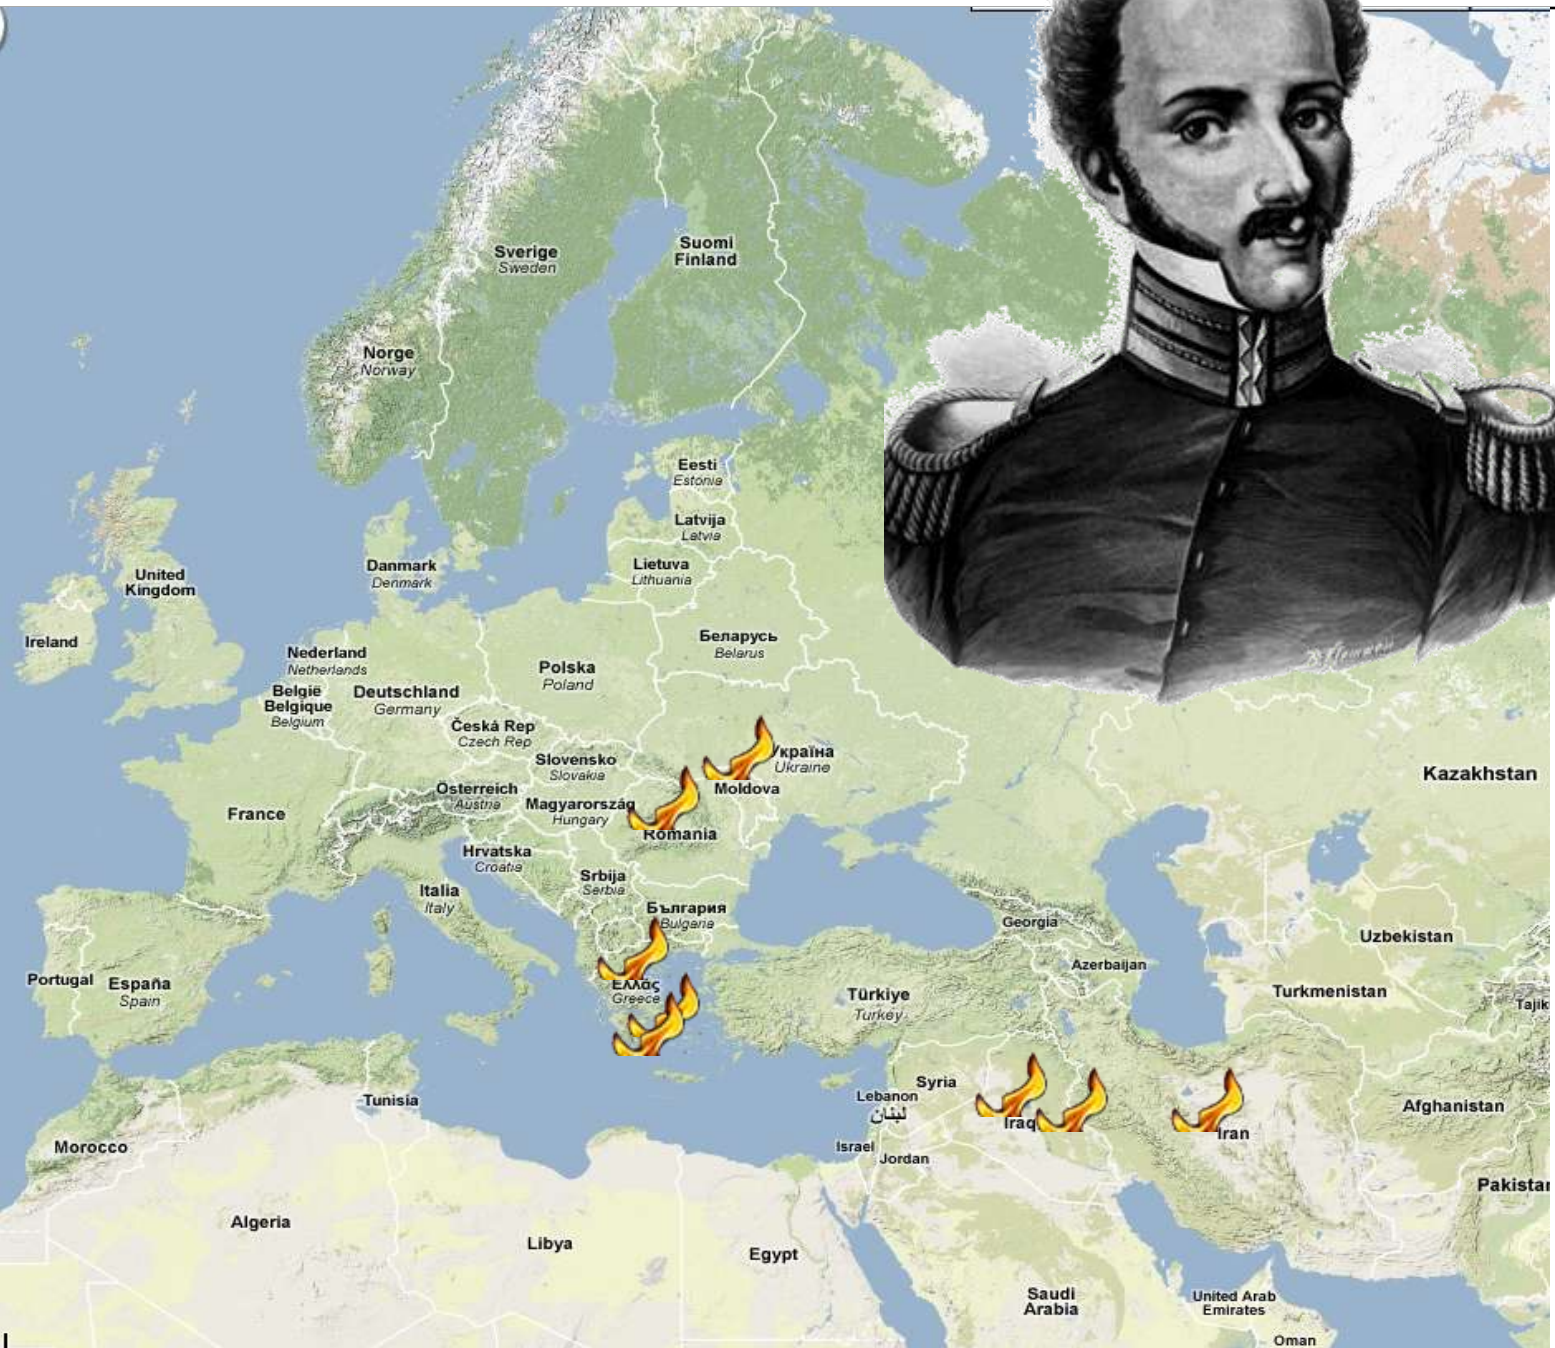 Sverige
Sweden
Suomi
Finland
Norge
Norway
Eesti
Estonia
Latvija
Latvia
Lietuva
Lithuania
Danmark
Denmark
United
Kingdom
Ireland
Беларусь
Belarus
Nederland
Netherlands
België
Belgique
Belgium
Deutschland
Germany
Polska
Poland
Česká Rep
Czech Rep
Slovensko
Slovakia
Україна
Ukraine
Moldova
Kazakhstan
Österreich
Austria
Magyarország
Hungary
France
Romania
Hrvatska
Croatia
Srbija
Serbia
Italia
Italy
България
Bulgaria
Georgia
Uzbekistan
Azerbaijan
Portugal
España
Spain
Ελλάς
Greece
Türkiye
Turkey
Turkmenistan
Tajik
Syria
Lebanon
لبنان
Tunisia
Iraq
Iran
Afghanistan
Morocco
Israel
Jordan
Pakistan
Algeria
Libya
Egypt
Saudi
Arabia
United Arab
Emirates
Oman